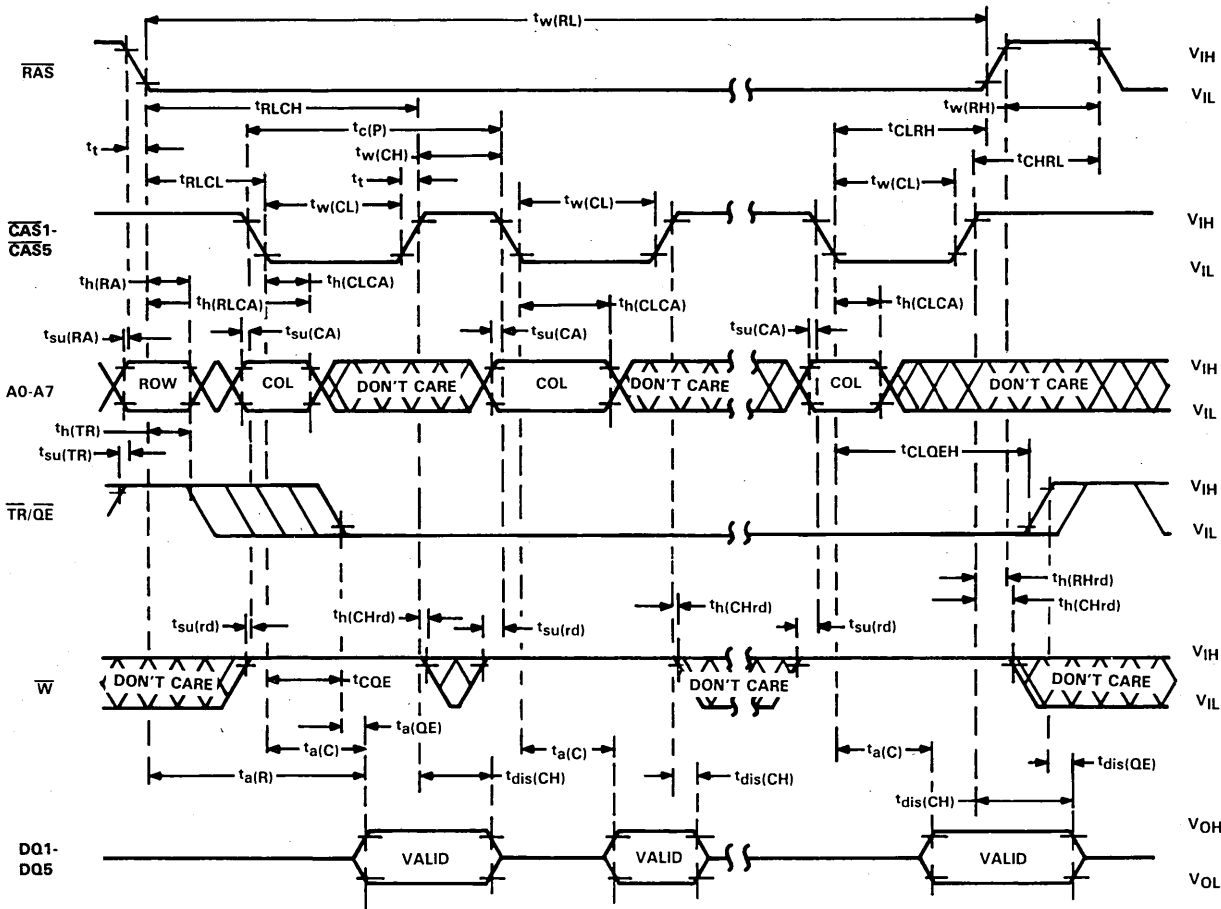 tw(RL)
RAS
VIH
VIL
tRLCH
tw(RH)
tc(P)
tCLRH
tt
tw(CH)
tCHRL
tRLCL
tt
tw(CL)
tw(CL)
tw(CL)
CAS1-
CAS5
VIH
VIL
th(RA)
th(CLCA)
th(RLCA)
th(CLCA)
th(CLCA)
tsu(RA)
tsu(CA)
tsu(CA)
tsu(CA)
A0-A7
ROW
COL
DON'T CARE
COL
DON'T CARE
COL
DON'T CARE
VIH
VIL
th(TR)
tsu(TR)
tCLQEH
TR/QE
VIH
VIL
th(RHrd)
th(CHrd)
th(CHrd)
th(CHrd)
tsu(rd)
tsu(rd)
tsu(rd)
W
DON'T CARE
DON'T CARE
DON'T CARE
VIH
VIL
tCQE
ta(QE)
ta(C)
ta(C)
ta(C)
ta(R)
tdis(CH)
tdis(CH)
tdis(QE)
tdis(CH)
DQ1-
DQ5
VALID
VALID
VALID
VOH
VOL